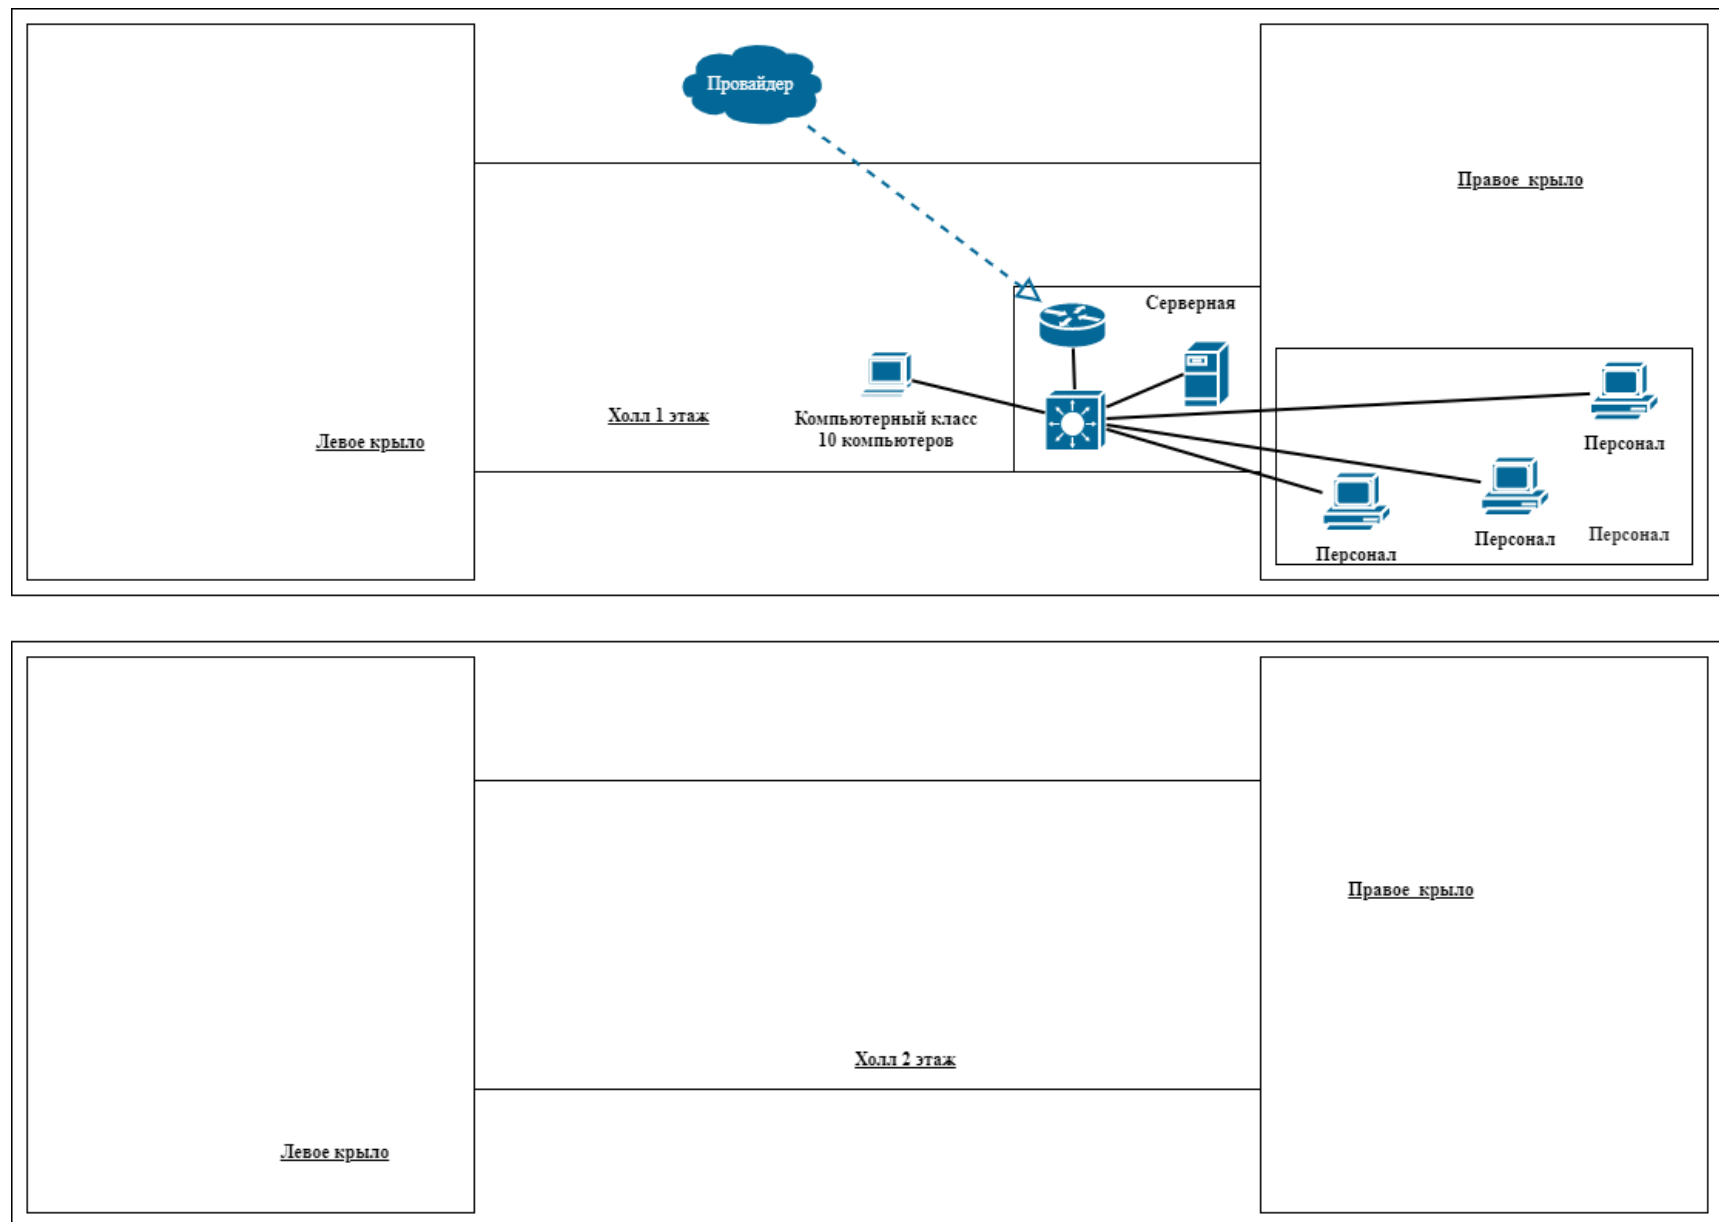 Провайдер
Правое крыло
Серверная
Холл 1 этаж
Компьютерный класс
10 компьютеров
Левое крыло
Персонал
Персонал
Персонал
Персонал
Правое крыло
Холл 2 этаж
Левое крыло